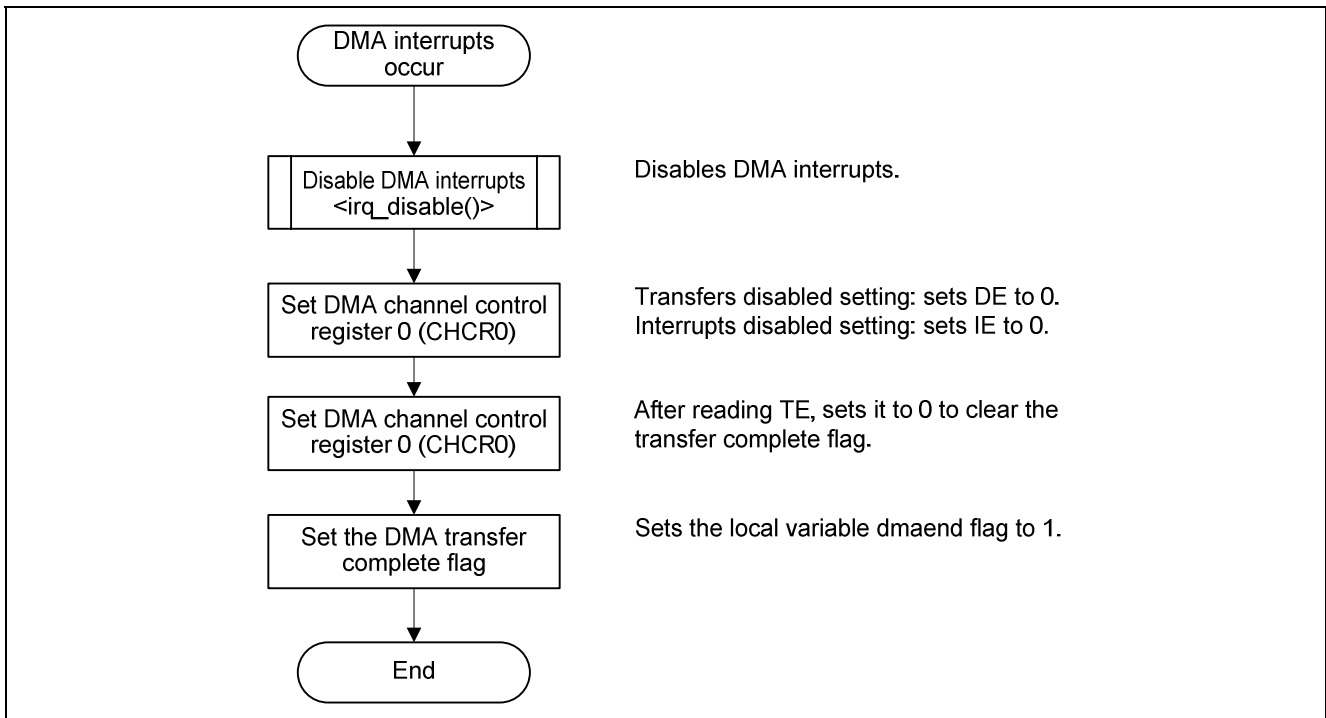 DMA interrupts
occur
Disable DMA interrupts
<irq_disable()>
Disables DMA interrupts.
Set DMA channel control
register 0 (CHCR0)
Transfers disabled setting: sets DE to 0.
Interrupts disabled setting: sets IE to 0.
Set DMA channel control
register 0 (CHCR0)
After reading TE, sets it to 0 to clear the
transfer complete flag.
Set the DMA transfer
complete flag
Sets the local variable dmaend flag to 1.
End